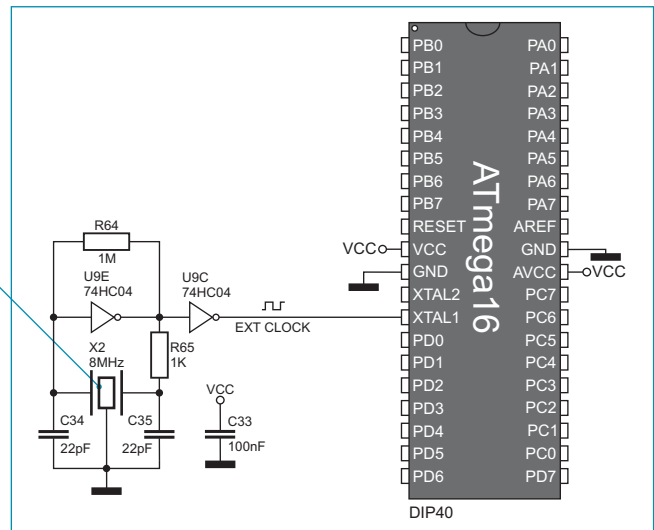 PB0 PA0
PB1 PA1
PB2 PA2
PB3 PA3
PB4 PA4
PB5 PA5
PB6 PA6
PB7 PA7
RESET AREF
VCC VCC GND
GND AVCC VCC
XTAL2 PC7
XTAL1 PC6
PD0 PC5
PD1 PC4
PD2 PC3
PD3 PC2
PD4 PC1
PD5 PC0
PD6 PD7
ATmega16
DIP40
R64
1M
U9E
74HC04
U9C
74HC04
EXT CLOCK
X2
8MHz
R65
1K
C34
22pF
C35
22pF
VCC
C33
100nF